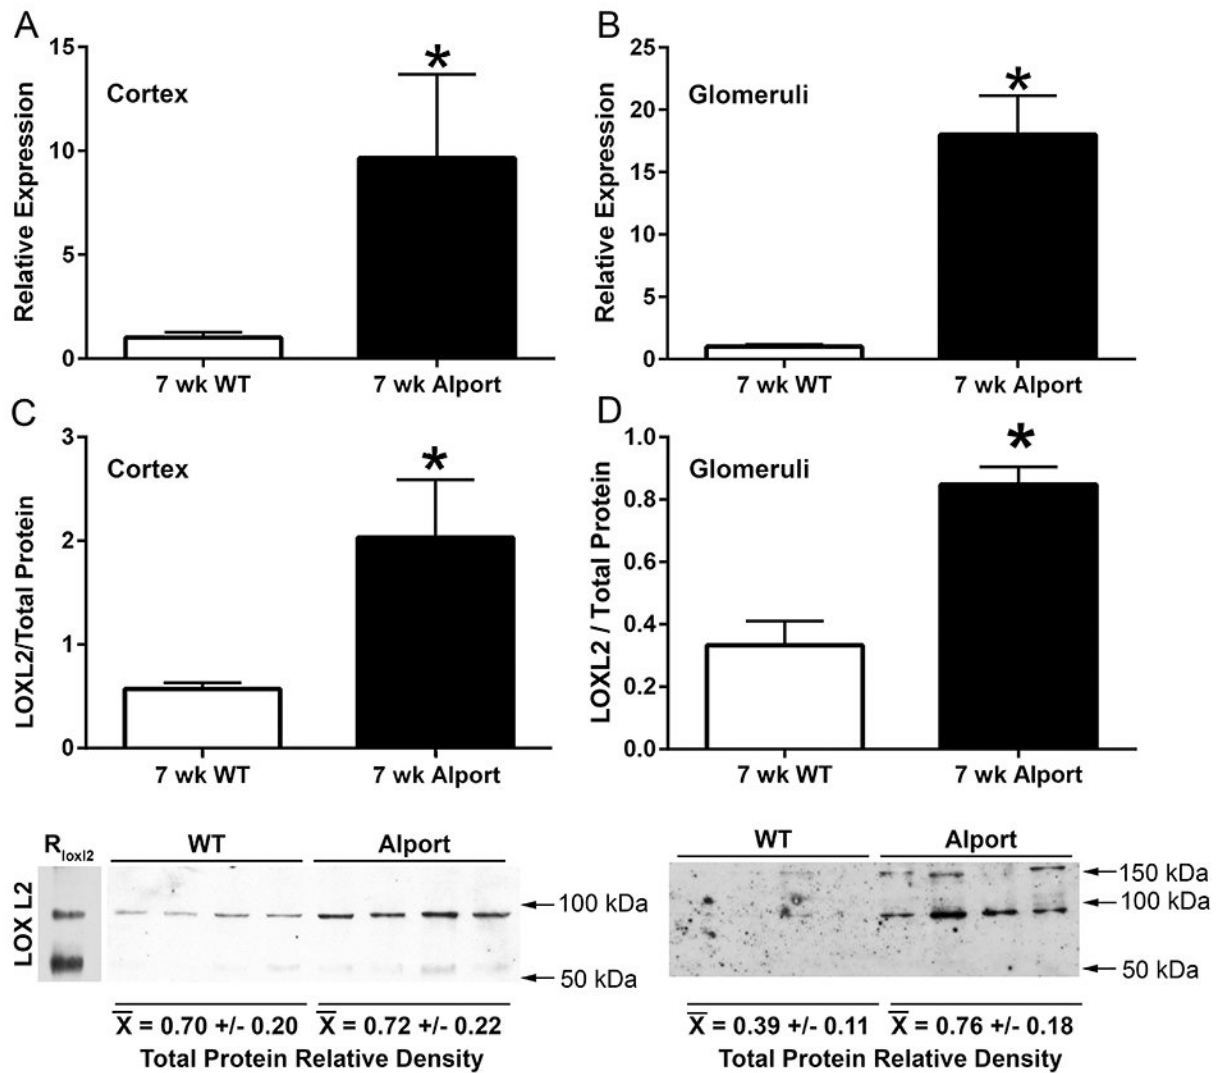 A
15
10
5
0
Relative Expression
Cortex
*
7 wk WT
7 wk Alport
B
25
20
15
10
5
0
Relative Expression
Glomeruli
*
7 wk WT
7 wk Alport
C
3
2
1
0
LOXL2/Total Protein
Cortex
*
7 wk WT
7 wk Alport
D
1.0
0.8
0.6
0.4
0.2
0.0
LOXL2 / Total Protein
Glomeruli
*
7 wk WT
7 wk Alport
LOX L2
Rloxl2
WT
Alport
100 kDa
50 kDa
X̅ = 0.70 +/- 0.20
X̅ = 0.72 +/- 0.22
Total Protein Relative Density
WT
Alport
150 kDa
100 kDa
50 kDa
X̅ = 0.39 +/- 0.11
X̅ = 0.76 +/- 0.18
Total Protein Relative Density